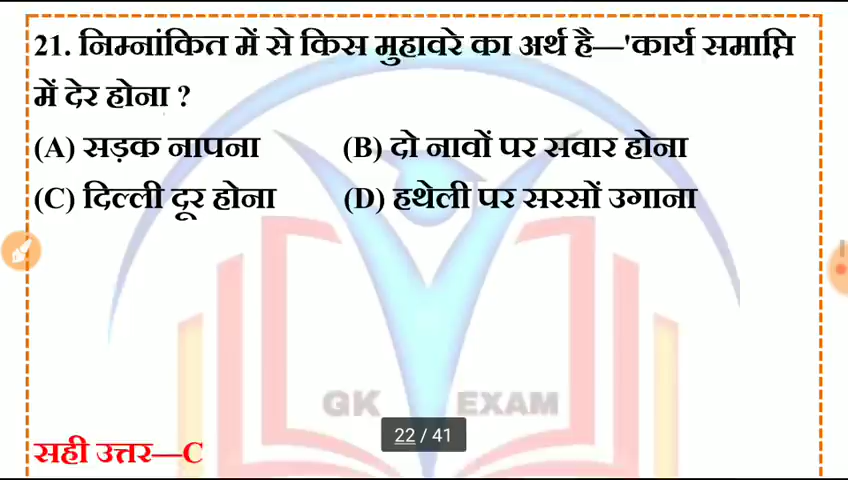 21. निम्नांकित में से किस मुहावरे का अर्थ है—'कार्य समाप्ति
में देर होना ?
(A) सड़क नापना (B) दो नावों पर सवार होना
(C) दिल्ली दूर होना (D) हथेली पर सरसों उगाना
GK EXAM
22 / 41
सही उत्तर—C